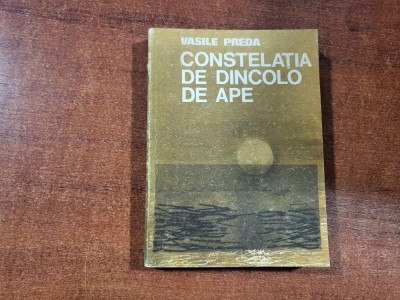 VASILE PREDA
CONSTELAȚIA
DE DINCOLO
DE APE